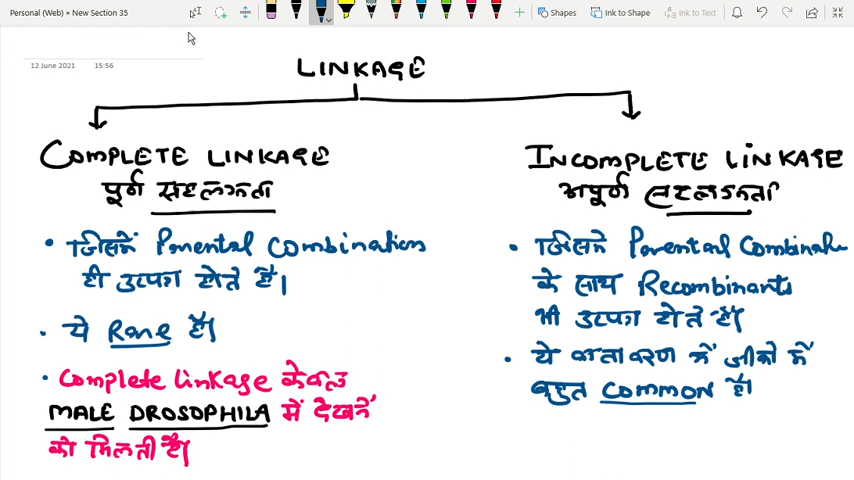 Personal (Web) » New Section 35
Shapes
Ink to Shape
Ink to Text
12 June 2021 15:56
LINKAGE
COMPLETE LINKAGE
पूर्ण सहलग्नता
• जिसमें Parental Combination
ही उत्पन्न होते है।
• ये Rare है।
• Complete linkage केवल
MALE DROSOPHILA में देखने
को मिलती है।
INCOMPLETE LINKAGE
अपूर्ण सहलग्नता
• जिसमें Parental Combination
के साथ Recombinants
भी उत्पन्न होते है।
• ये वातावरण में जीवो में
बहुत common है।